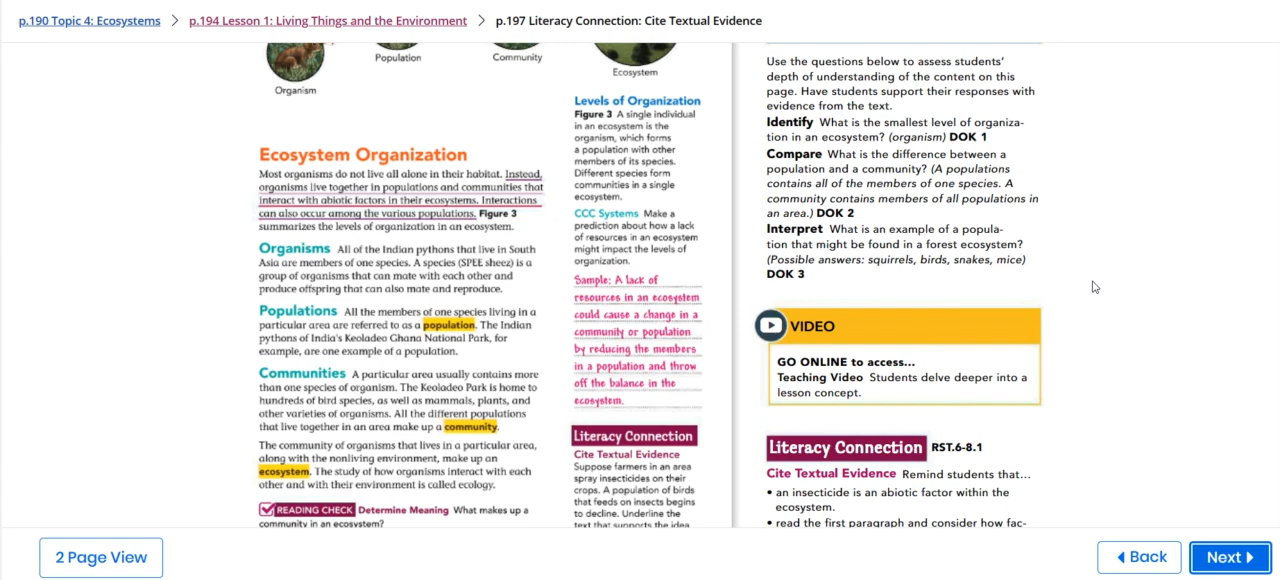 p.190 Topic 4: Ecosystems > p.194 Lesson 1: Living Things and the Environment > p.197 Literacy Connection: Cite Textual Evidence
Organism
Population
Community
Ecosystem
Ecosystem Organization
Most organisms do not live all alone in their habitat. Instead,
organisms live together in populations and communities that
interact with abiotic factors in their ecosystems. Interactions
can also occur among the various populations. Figure 3
summarizes the levels of organization in an ecosystem.
Organisms All of the Indian pythons that live in South
Asia are members of one species. A species (SPEE sheez) is a
group of organisms that can mate with each other and
produce offspring that can also mate and reproduce.
Populations All the members of one species living in a
particular area are referred to as a population. The Indian
pythons of India's Keoladeo Ghana National Park, for
example, are one example of a population.
Communities A particular area usually contains more
than one species of organism. The Keoladeo Park is home to
hundreds of bird species, as well as mammals, plants, and
other varieties of organisms. All the different populations
that live together in an area make up a community.
The community of organisms that lives in a particular area,
along with the nonliving environment, make up an
ecosystem. The study of how organisms interact with each
other and with their environment is called ecology.
READING CHECK Determine Meaning What makes up a
community in an ecosystem?
Levels of Organization
Figure 3 A single individual
in an ecosystem is the
organism, which forms
a population with other
members of its species.
Different species form
communities in a single
ecosystem.
CCC Systems Make a
prediction about how a lack
of resources in an ecosystem
might impact the levels of
organization.
Sample: A lack of
resources in an ecosystem
could cause a change in a
community or population
by reducing the members
in a population and throw
off the balance in the
ecosystem.
Literacy Connection
Cite Textual Evidence
Suppose farmers in an area
spray insecticides on their
crops. A population of birds
that feeds on insects begins
to decline. Underline the
text that supports the idea
Use the questions below to assess students'
depth of understanding of the content on this
page. Have students support their responses with
evidence from the text.
Identify What is the smallest level of organiza-
tion in an ecosystem? (organism) DOK 1
Compare What is the difference between a
population and a community? (A populations
contains all of the members of one species. A
community contains members of all populations in
an area.) DOK 2
Interpret What is an example of a popula-
tion that might be found in a forest ecosystem?
(Possible answers: squirrels, birds, snakes, mice)
DOK 3
VIDEO
GO ONLINE to access...
Teaching Video Students delve deeper into a
lesson concept.
Literacy Connection RST.6-8.1
Cite Textual Evidence Remind students that...
• an insecticide is an abiotic factor within the
ecosystem.
• read the first paragraph and consider how fac-
2 Page View
Back
Next